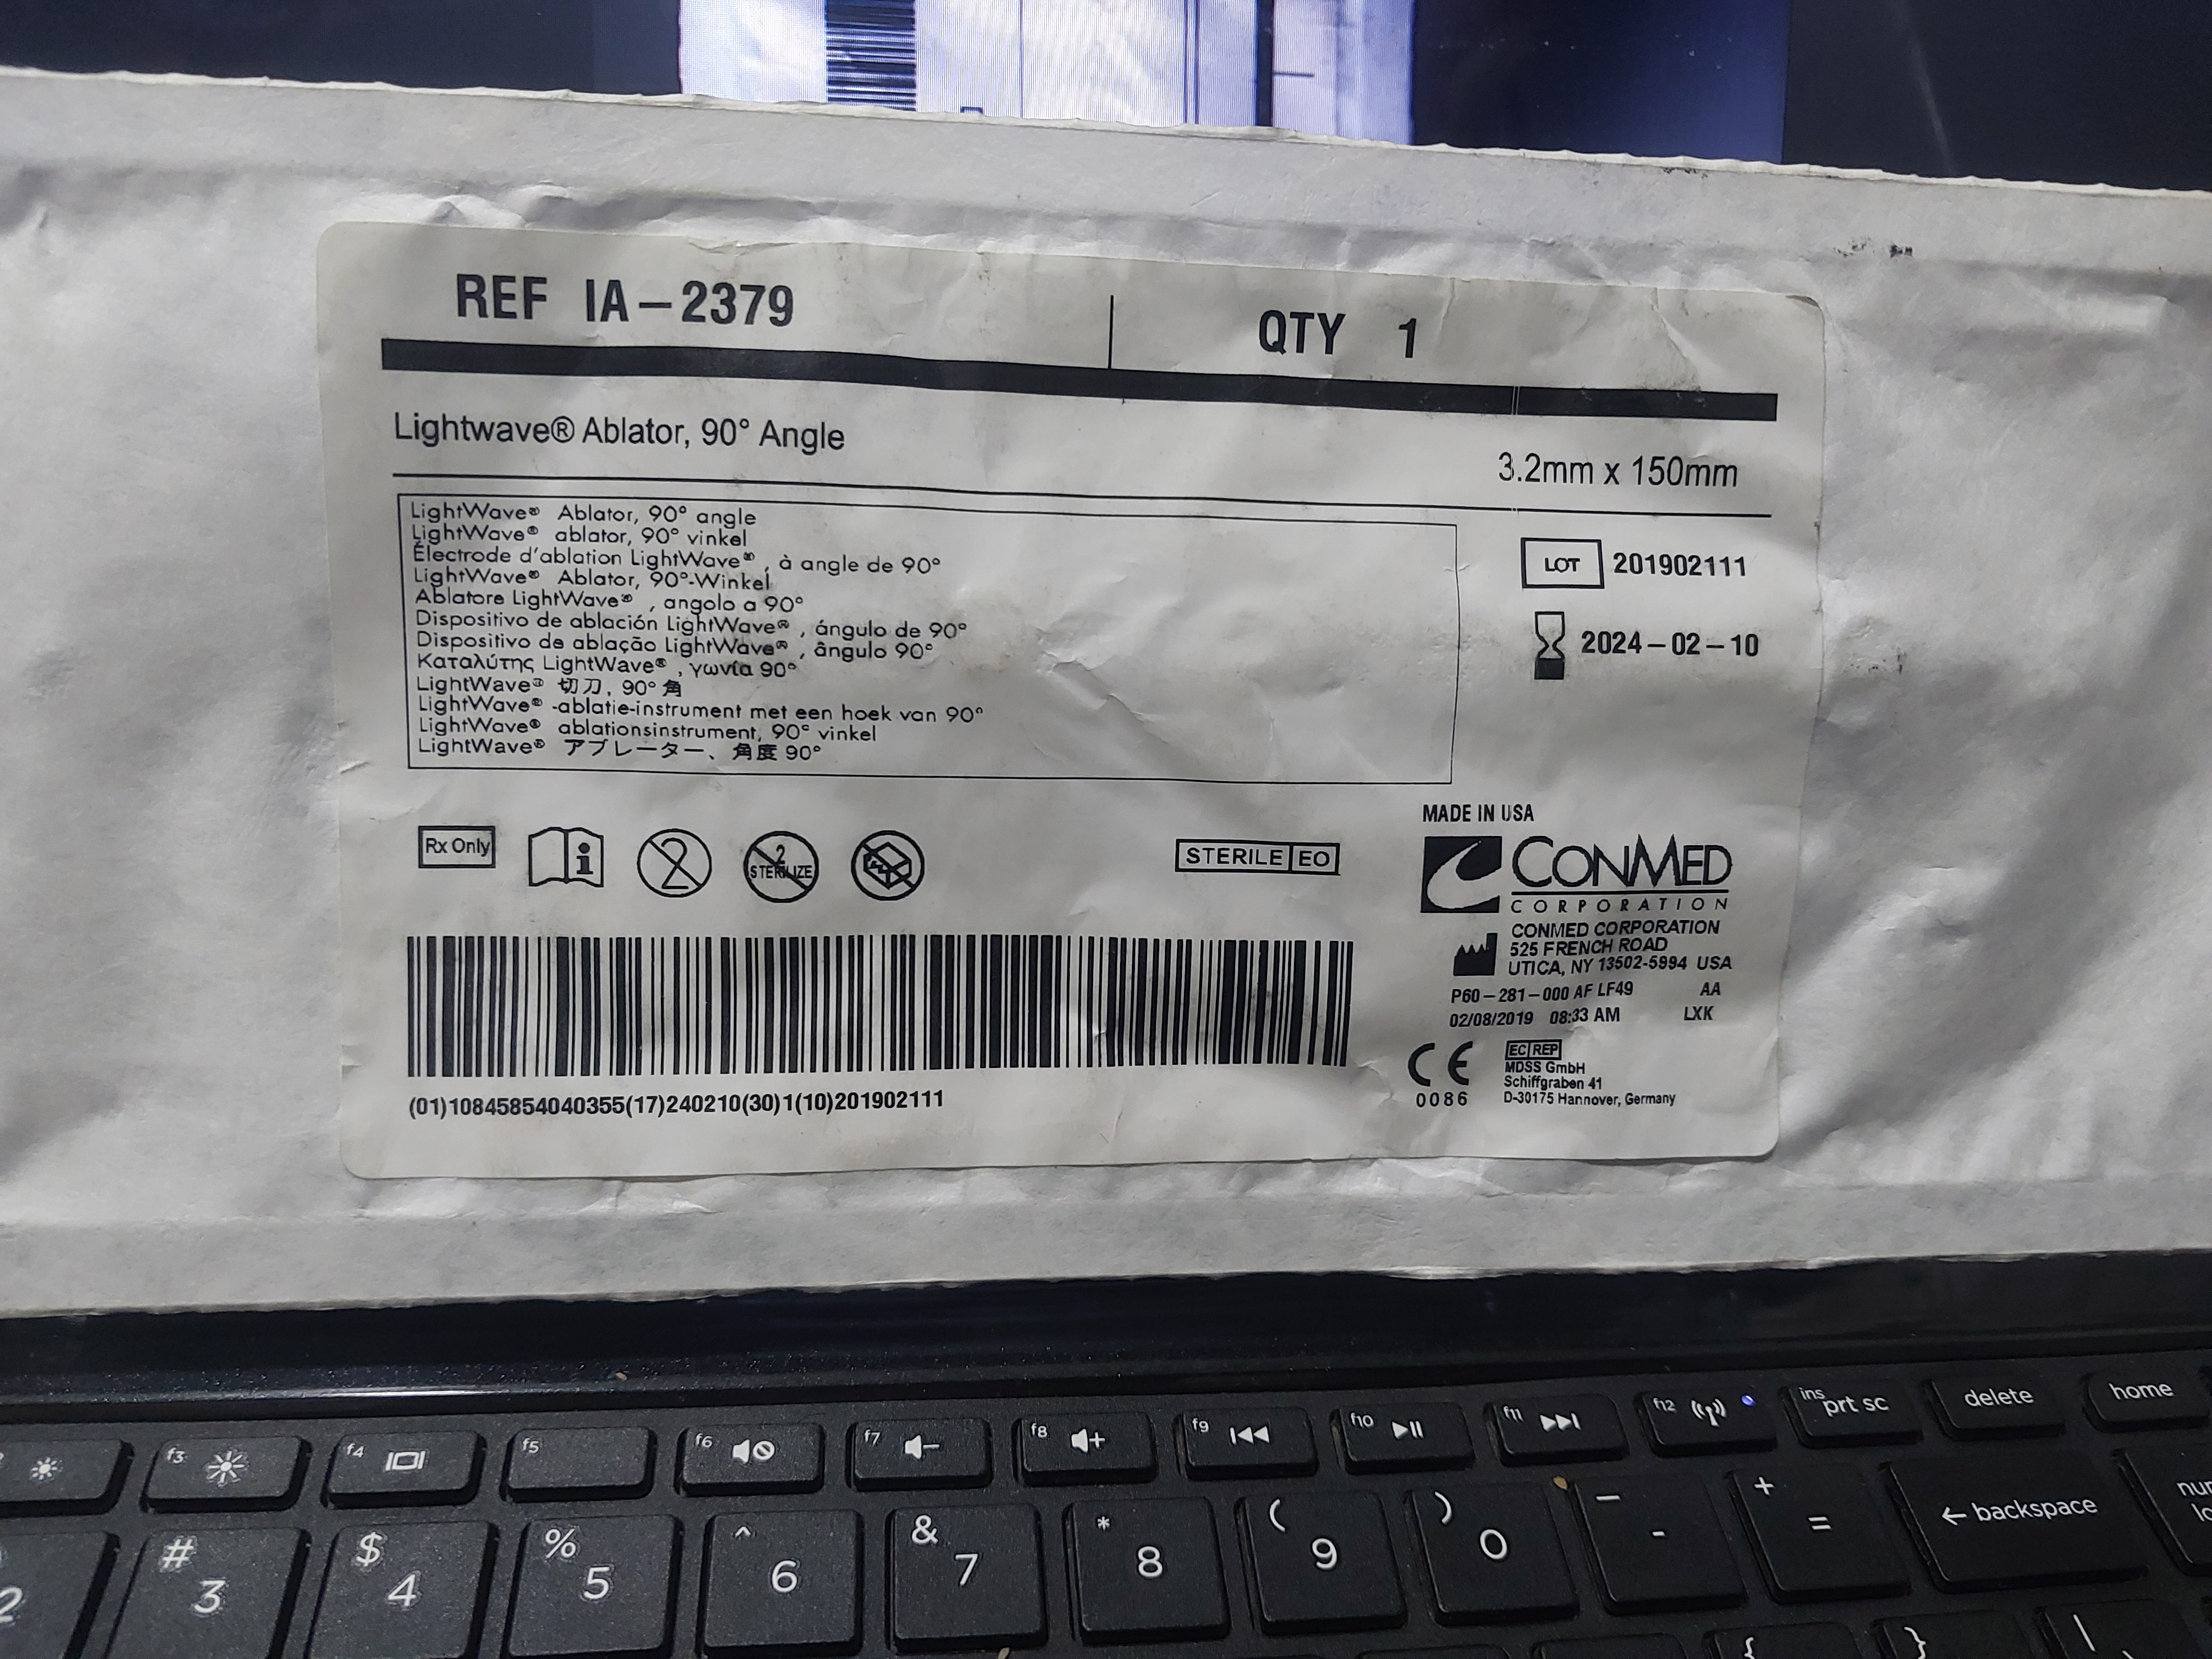 REF IA-2379
QTY 1
Lightwave® Ablator, 90° Angle
3.2mm x 150mm
LightWave® Ablator, 90° angle
LightWave® ablator, 90° vinkel
Électrode d'ablation LightWave® , à angle de 90°
LightWave® Ablator, 90°-Winkel
Ablatore LightWave® , angolo a 90°
Dispositivo de ablación LightWave® , ángulo de 90°
Dispositivo de ablação LightWave® , ângulo 90°
Καταλύτης LightWave® , γωνία 90°
LightWave® 切刀, 90° 角
LightWave® -ablatie-instrument met een hoek van 90°
LightWave® ablationsinstrument, 90° vinkel
LightWave® アブレーター、角度 90°
LOT 201902111
2024-02-10
Rx Only
2
2
STERILIZE
STERILE EO
MADE IN USA
CONMED
CORPORATION
CONMED CORPORATION
525 FRENCH ROAD
UTICA, NY 13502-5994 USA
P60-281-000 AF LF49 AA
02/08/2019 08:33 AM LXK
CE
0086
EC REP
MDSS GmbH
Schiffgraben 41
D-30175 Hannover, Germany
(01)10845854040355(17)240210(30)1(10)201902111
f3 f4 f5 f6 f7 f8 f9 f10 f11 f12 ins prt sc delete home
2 # 3 $ 4 % 5 ^ 6 & 7 * 8 ( 9 ) 0 _ - + = ← backspace
{ } |